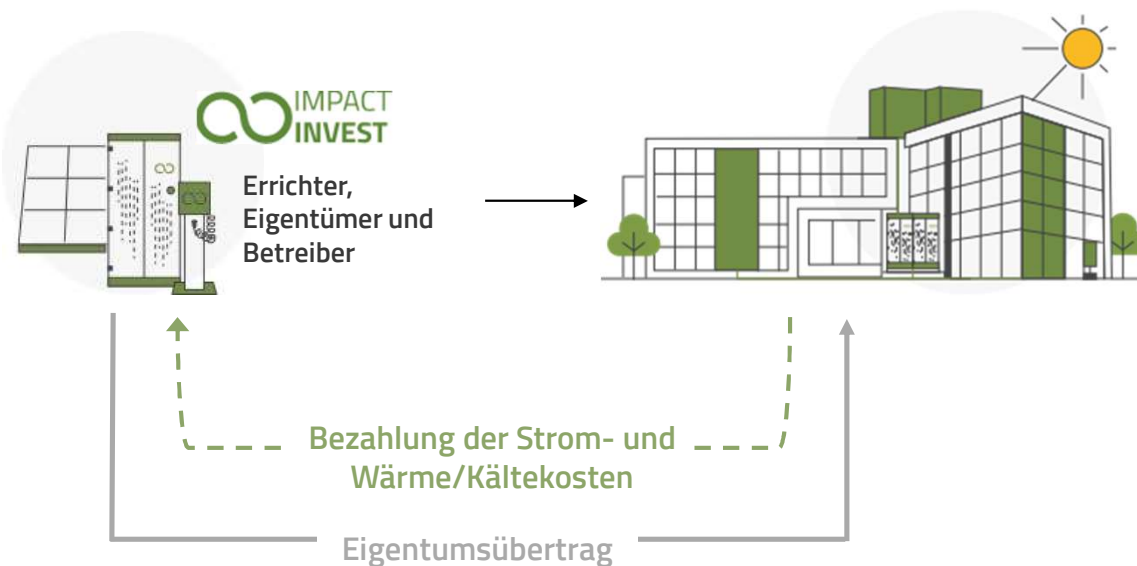 IMPACT
INVEST
Errichter,
Eigentümer und
Betreiber
Bezahlung der Strom- und
Wärme/Kältekosten
Eigentumsübertrag